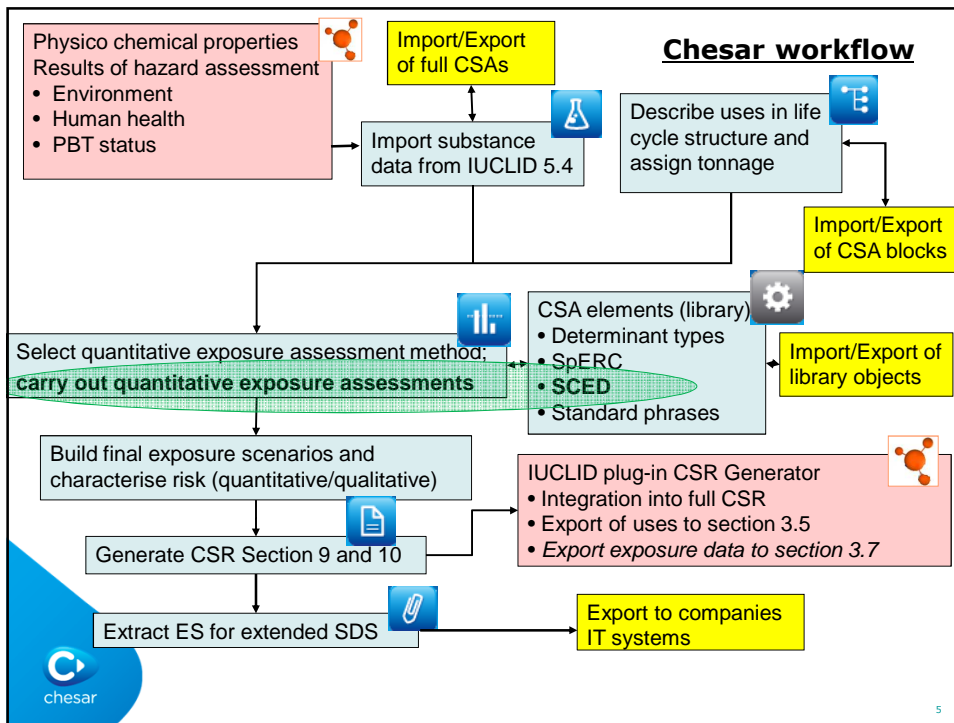 Chesar workflow
Physico chemical properties
Results of hazard assessment
• Environment
• Human health
• PBT status
Import/Export
of full CSAs
Import substance
data from IUCLID 5.4
Describe uses in life
cycle structure and
assign tonnage
Import/Export
of CSA blocks
Select quantitative exposure assessment method;
carry out quantitative exposure assessments
CSA elements (library)
• Determinant types
• SpERC
• SCED
• Standard phrases
Import/Export of
library objects
Build final exposure scenarios and
characterise risk (quantitative/qualitative)
IUCLID plug-in CSR Generator
• Integration into full CSR
• Export of uses to section 3.5
• Export exposure data to section 3.7
Generate CSR Section 9 and 10
Extract ES for extended SDS
Export to companies
IT systems
chesar
5